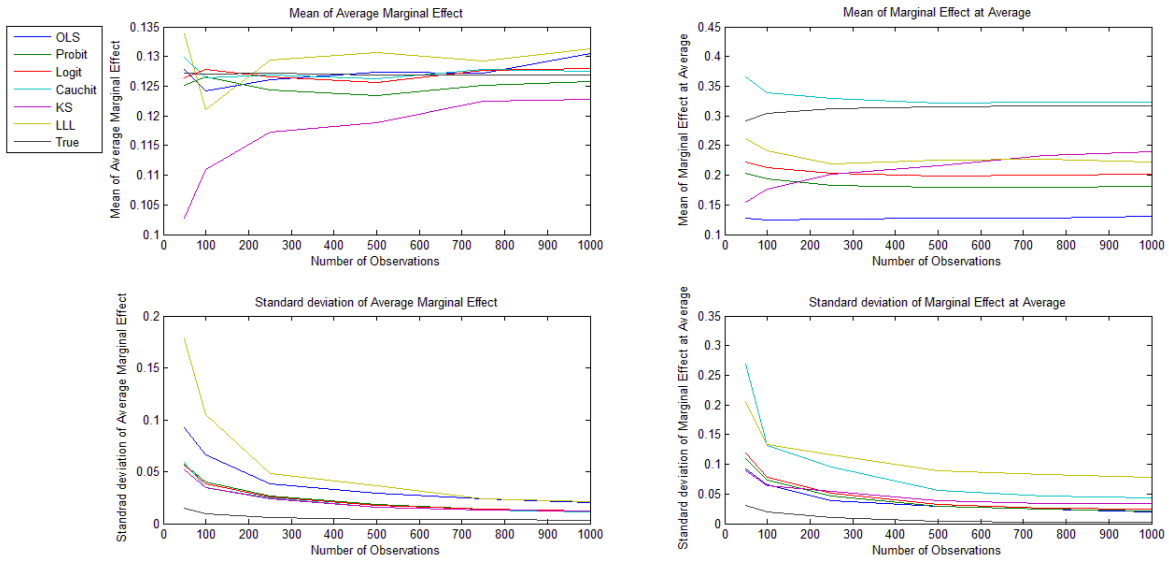 OLS
Probit
Logit
Cauchit
KS
LLL
True
Mean of Average Marginal Effect
Mean of Average Marginal Effect
0.135
0.13
0.125
0.12
0.115
0.11
0.105
0.1
0 100 200 300 400 500 600 700 800 900 1000
Number of Observations
Mean of Marginal Effect at Average
Mean of Marginal Effect at Average
0.45
0.4
0.35
0.3
0.25
0.2
0.15
0.1
0 100 200 300 400 500 600 700 800 900 1000
Number of Observations
Standard deviation of Average Marginal Effect
Standrad deviation of Average Marginal Effect
0.2
0.15
0.1
0.05
0
0 100 200 300 400 500 600 700 800 900 1000
Number of Observations
Standard deviation of Marginal Effect at Average
Standard deviation of Marginal Effect at Average
0.35
0.3
0.25
0.2
0.15
0.1
0.05
0
0 100 200 300 400 500 600 700 800 900 1000
Number of Observations